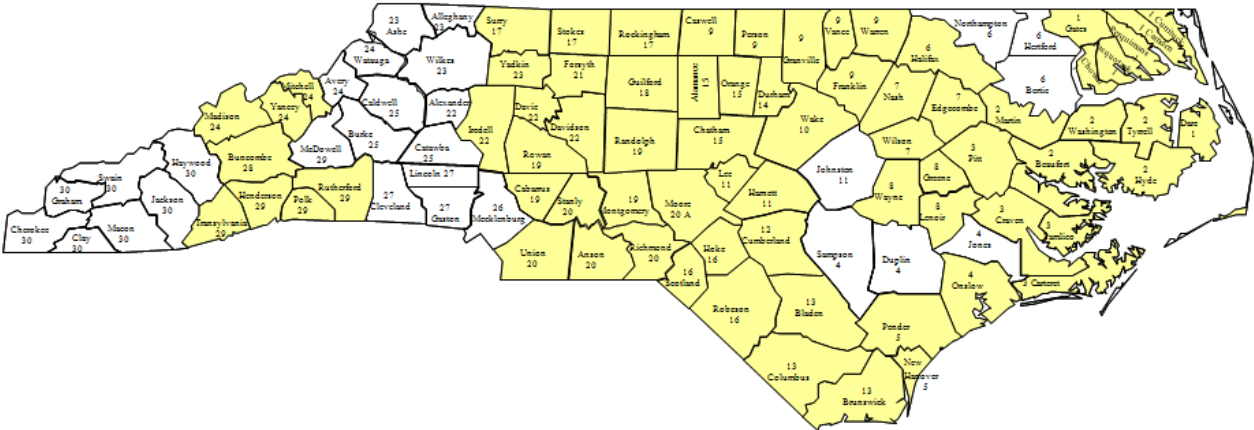 23
Ashe
Alleghany
23
Surry
17
Stokes
17
Rockingham
17
Caswell
9
Person
9
9
Granville
9
Vance
9
Warren
Northampton
6
6
Hertford
1
Gates
1 Currituck
1 Camden
Perquimans
1
Chowan
24
Watauga
Wilkes
23
Yadkin
23
Forsyth
21
Guilford
18
Alamance
15
Orange
15
Durham
14
9
Franklin
7
Nash
6
Halifax
7
Edgecombe
6
Bertie
2
Martin
2
Washington
2
Tyrrell
Dare
1
Mitchell
24
Avery
24
Yancey
24
Madison
24
Caldwell
25
Alexander
22
Iredell
22
Davie
22
Davidson
22
Randolph
19
Chatham
15
Wake
10
Wilson
7
3
Pitt
2
Beaufort
2
Hyde
Burke
25
McDowell
29
Catawba
25
Rowan
19
Buncombe
28
Haywood
30
Swain
30
30
Graham
Jackson
30
Macon
30
Cherokee
30
Clay
30
Transylvania
29
Henderson
29
Polk
29
Rutherford
29
27
Cleveland
Lincoln 27
27
Gaston
26
Mecklenburg
Cabarrus
19
Stanly
20
19
Montgomery
Moore
20 A
Lee
11
Harnett
11
Johnston
11
8
Wayne
8
Greene
8
Lenoir
3
Craven
3
Pamlico
4
Jones
Union
20
Anson
20
Richmond
20
16
Scotland
Hoke
16
12
Cumberland
Sampson
4
Duplin
4
4
Onslow
3 Carteret
Robeson
16
13
Bladen
Pender
5
13
Columbus
13
Brunswick
New
Hanover
5